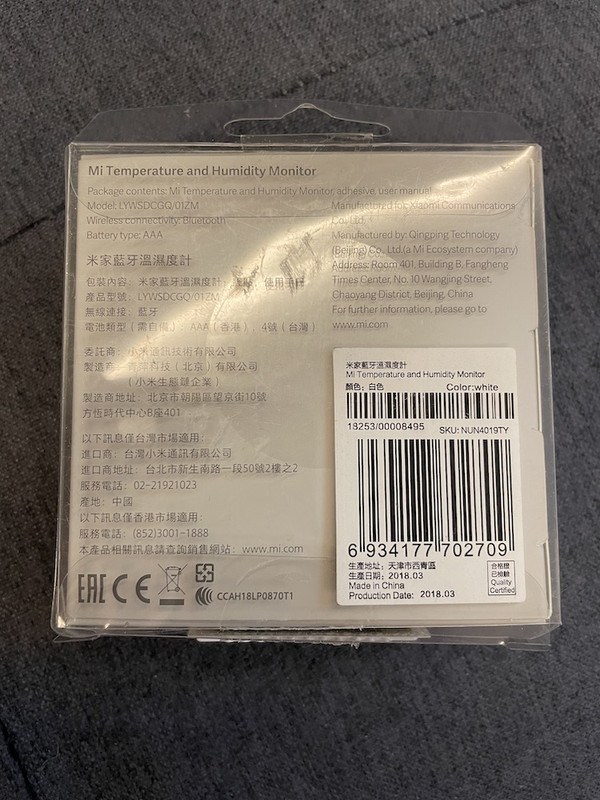 Mi Temperature and Humidity Monitor
Package contents: Mi Temperature and Humidity Monitor, adhesive, user manual
Model: LYWSDCGQ/01ZM
Wireless connectivity: Bluetooth
Battery type: AAA
Manufactured for: Xiaomi Communications
Co., Ltd.
Manufactured by: Qingping Technology
(Beijing) Co., Ltd.(a Mi Ecosystem company)
Address: Room 401, Building B, Fangheng
Times Center, No. 10 Wangjing Street,
Chaoyang District, Beijing, China
For further information, please go to
www.mi.com
米家藍牙溫濕度計
包裝內容: 米家藍牙溫濕度計, 使用手冊
產品型號: LYWSDCGQ/01ZM
無線連接: 藍牙
電池類型 (需自備): AAA (香港), 4號 (台灣)
委託商: 小米通訊技術有限公司
製造商: 青萍科技 (北京) 有限公司
(小米生態鏈企業)
製造商地址: 北京市朝陽區望京街10號
方恆時代中心B座401
以下訊息僅台灣市場適用:
進口商: 台灣小米通訊有限公司
進口商地址: 台北市新生南路一段50號2樓之2
服務電話: 02-21921023
產地: 中國
以下訊息僅香港市場適用:
服務電話: (852)3001-1888
本產品相關訊息請查詢銷售網站: www.mi.com
EAC CE
CCAH18LP0870T1
米家藍牙溫濕度計
Mi Temperature and Humidity Monitor
顏色: 白色 Color:white
18253/00008495 SKU: NUN4019TY
6 934177 702709
生產地址: 天津市西青區
生產日期: 2018.03
Made in China
Production Date: 2018.03
合格證
已檢驗
Quality
Certified